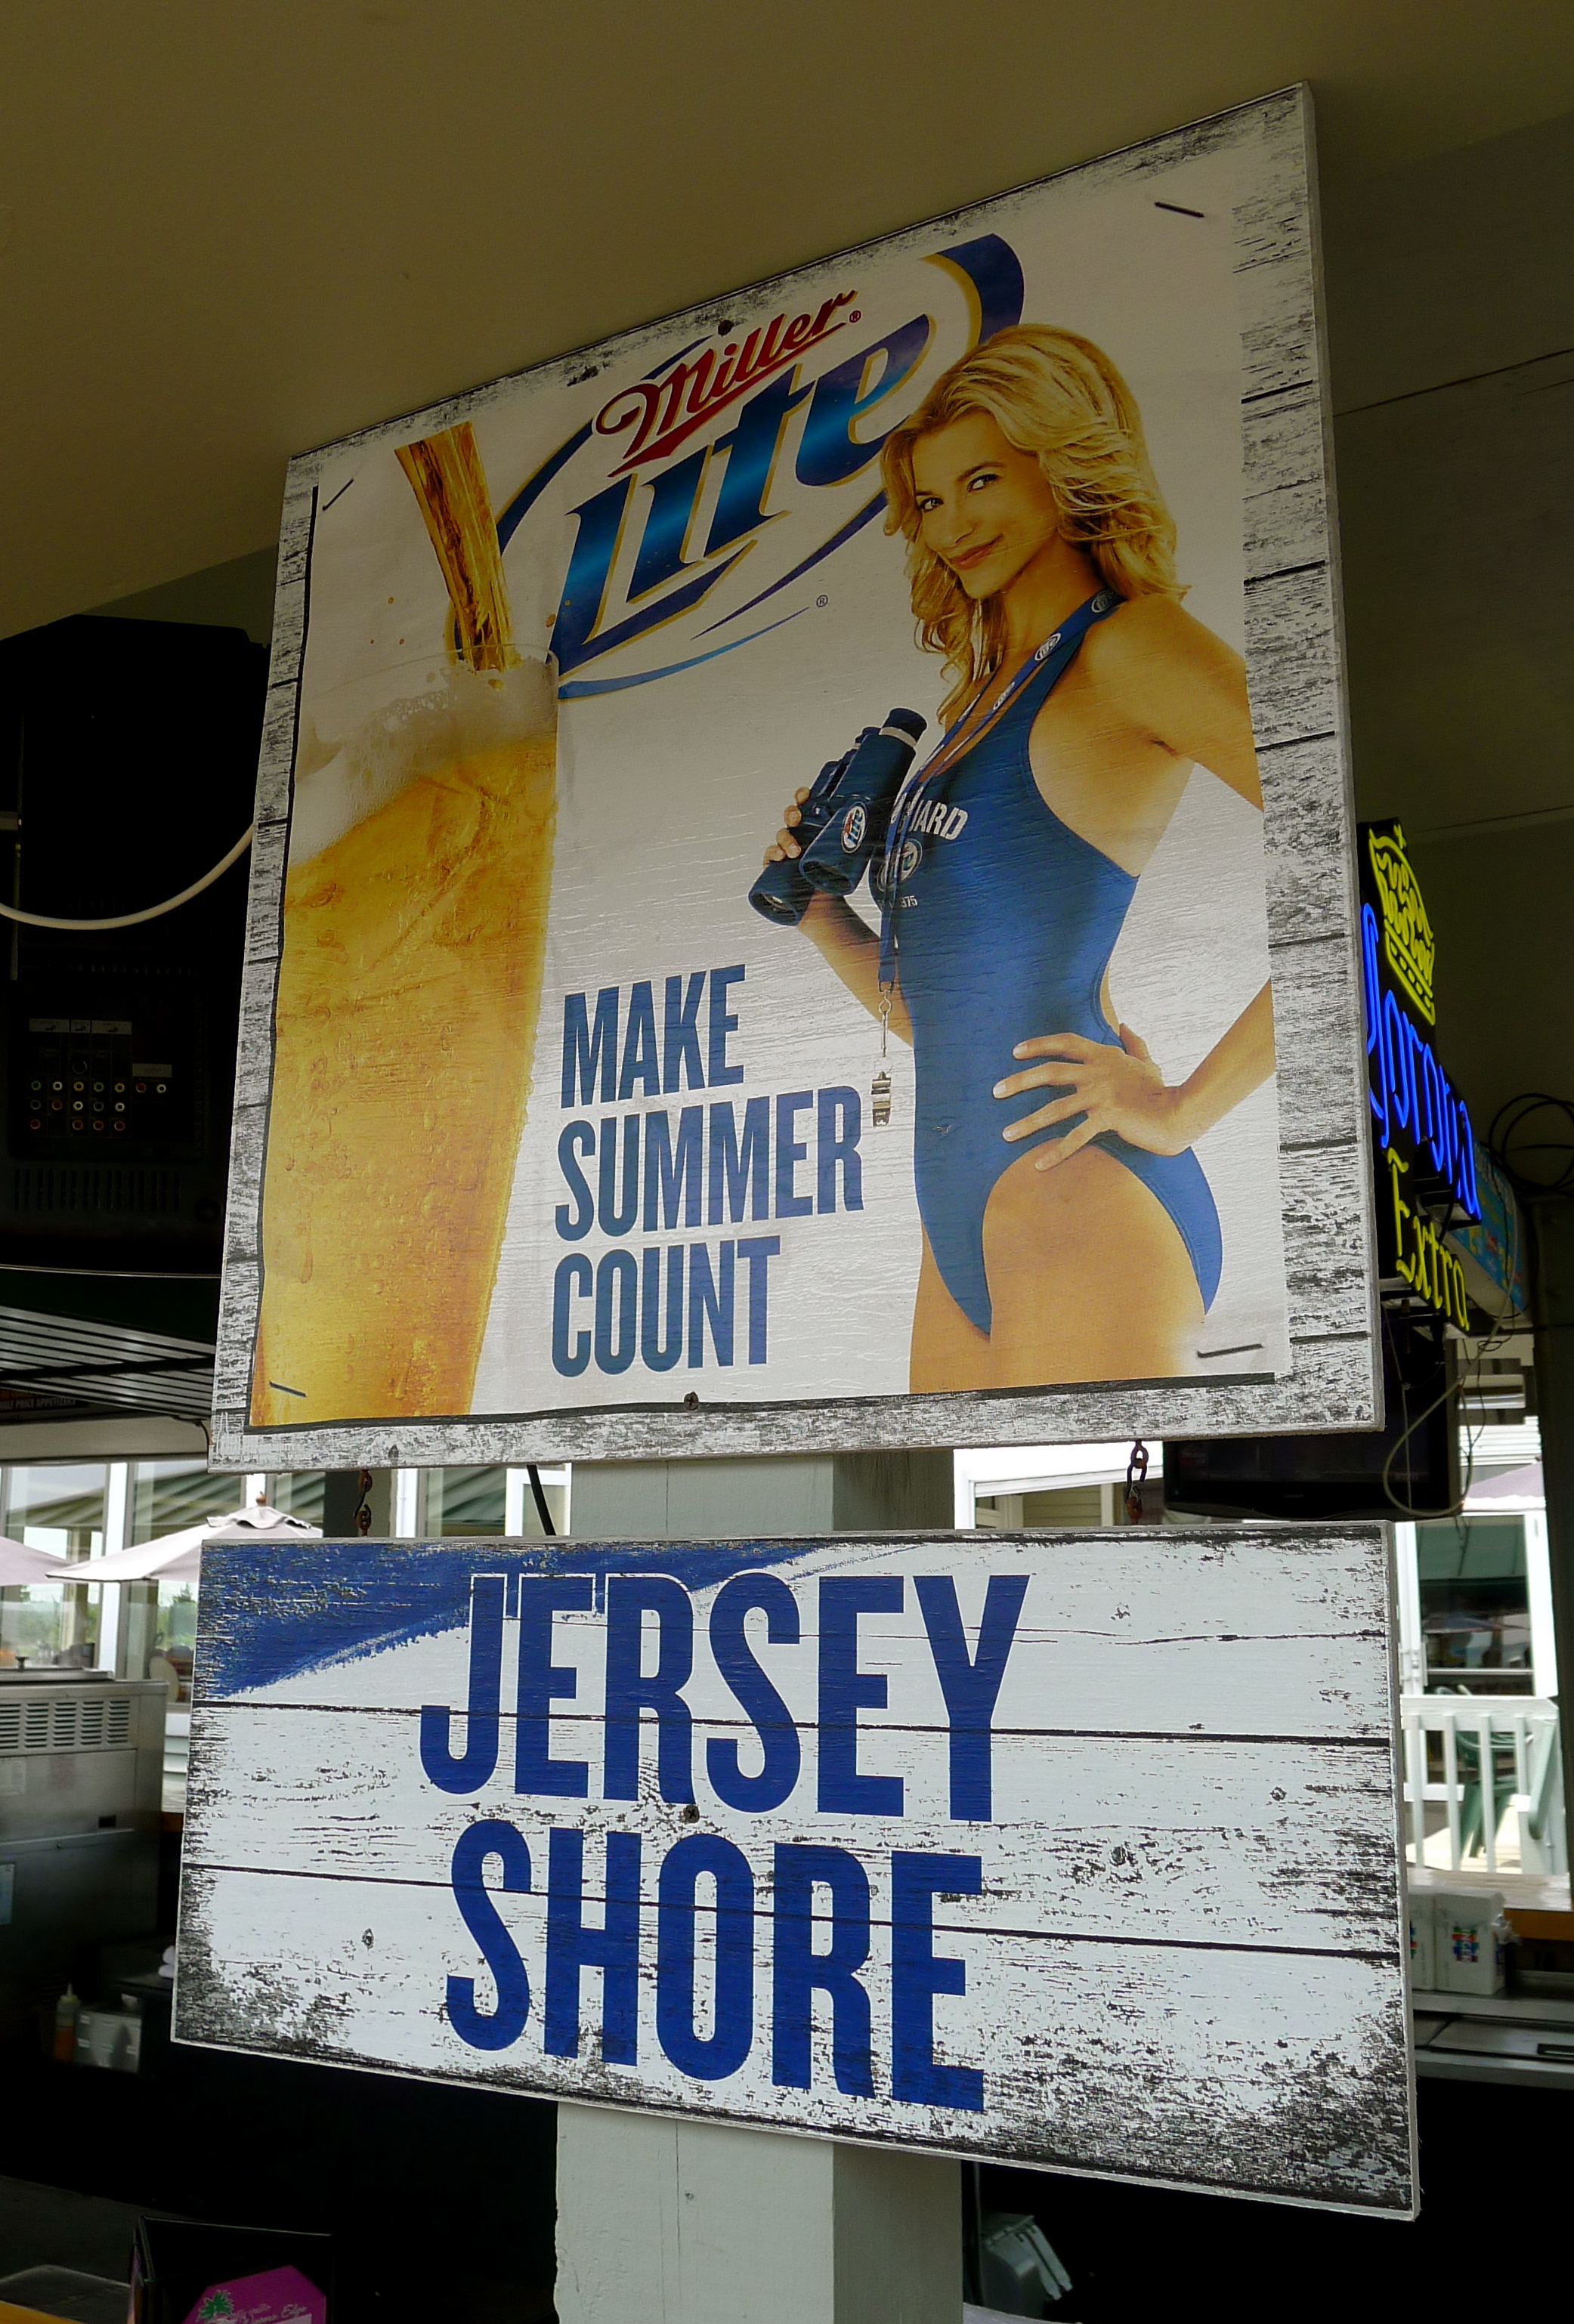 Miller®
Lite
®
MAKE
SUMMER
COUNT
JERSEY
SHORE
Corona
Extra